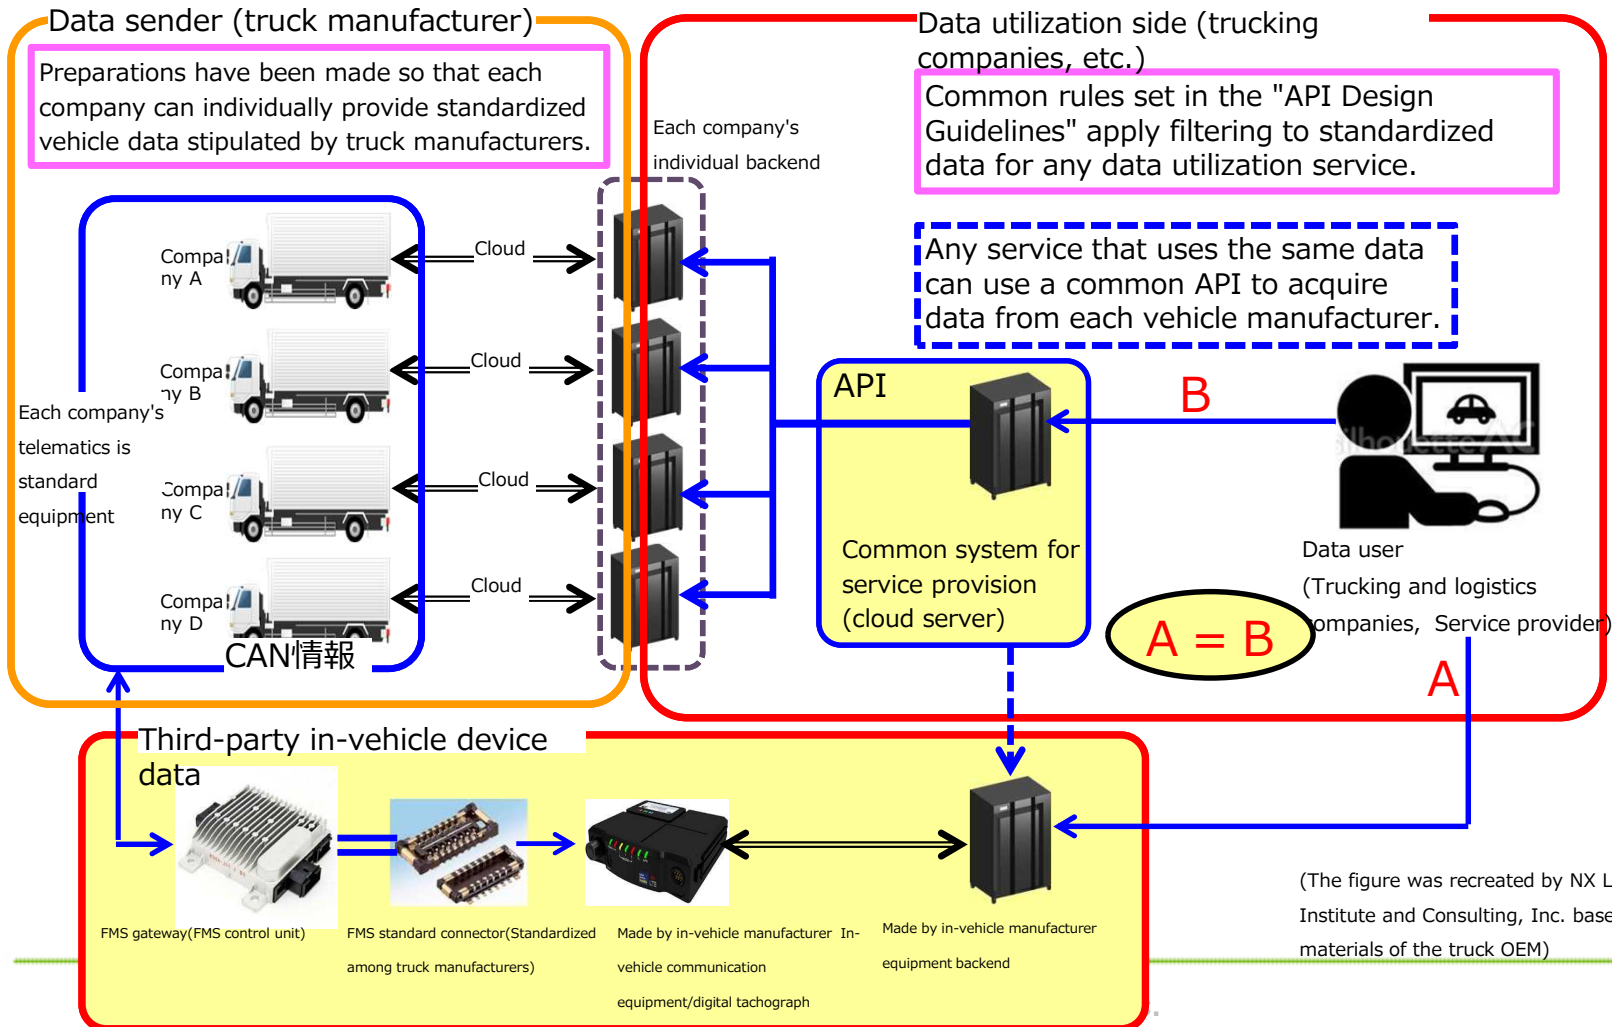 Data sender (truck manufacturer)
Preparations have been made so that each
company can individually provide standardized
vehicle data stipulated by truck manufacturers.
Data utilization side (trucking
companies, etc.)
Common rules set in the "API Design
Guidelines" apply filtering to standardized
data for any data utilization service.
Each company's
individual backend
Any service that uses the same data
can use a common API to acquire
data from each vehicle manufacturer.
Compa
ny A
Cloud
Compa
ny B
Cloud
Compa
ny C
Cloud
Compa
ny D
Cloud
Each company's
telematics is
standard
equipment
CAN情報
API
Common system for
service provision
(cloud server)
B
Data user
(Trucking and logistics
companies, Service provider)
A = B
A
Third-party in-vehicle device
data
FMS gateway(FMS control unit)
FMS standard connector(Standardized
among truck manufacturers)
Made by in-vehicle manufacturer In-
vehicle communication
equipment/digital tachograph
Made by in-vehicle manufacturer
equipment backend
(The figure was recreated by NX L
Institute and Consulting, Inc. base
materials of the truck OEM)